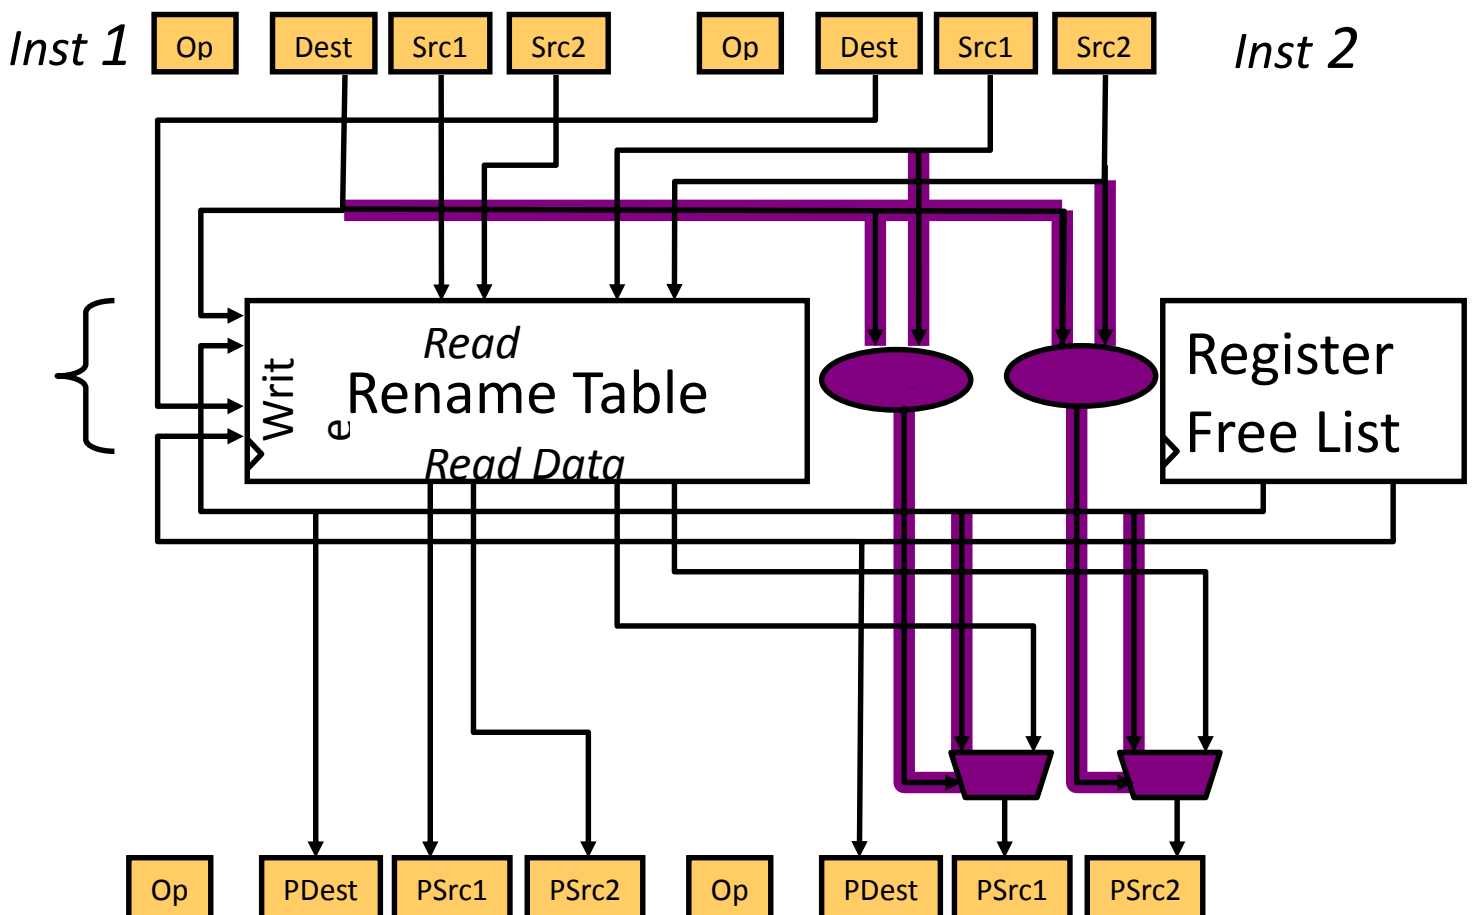 Inst 1 Op Dest Src1 Src2 Op Dest Src1 Src2 Inst 2
Read
Writ
e
Rename Table
Read Data
Register
Free List
Op PDest PSrc1 PSrc2 Op PDest PSrc1 PSrc2